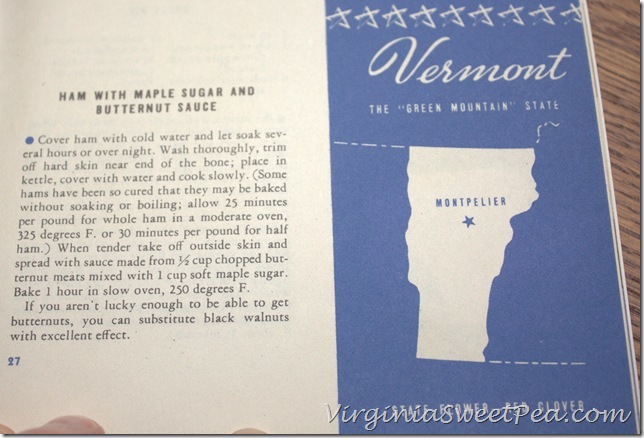 HAM WITH MAPLE SUGAR AND
BUTTERNUT SAUCE
● Cover ham with cold water and let soak sev-
eral hours or over night. Wash thoroughly, trim
off hard skin near end of the bone; place in
kettle, cover with water and cook slowly. (Some
hams have been so cured that they may be baked
without soaking or boiling; allow 25 minutes
per pound for whole ham in a moderate oven,
325 degrees F. or 30 minutes per pound for half
ham.) When tender take off outside skin and
spread with sauce made from ½ cup chopped but-
ternut meats mixed with 1 cup soft maple sugar.
Bake 1 hour in slow oven, 250 degrees F.
If you aren't lucky enough to be able to get
butternuts, you can substitute black walnuts
with excellent effect.
27
Vermont
THE "GREEN MOUNTAIN" STATE
MONTPELIER
STATE FLOWER, RED CLOVER
VirginiaSweetPea.com